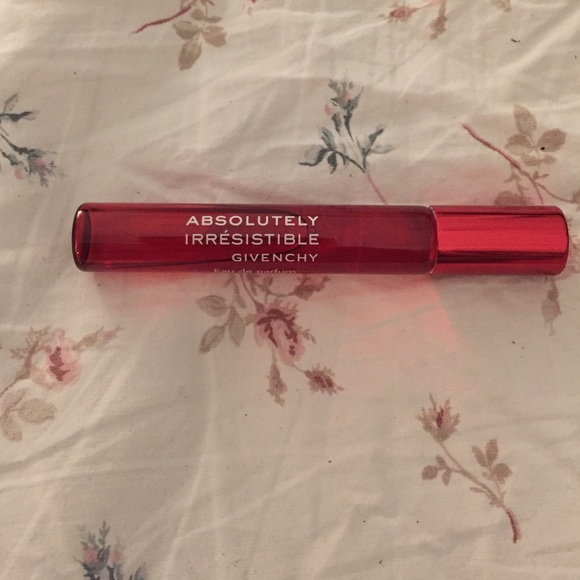 ABSOLUTELY
IRRÉSISTIBLE
GIVENCHY
Eau de parfum